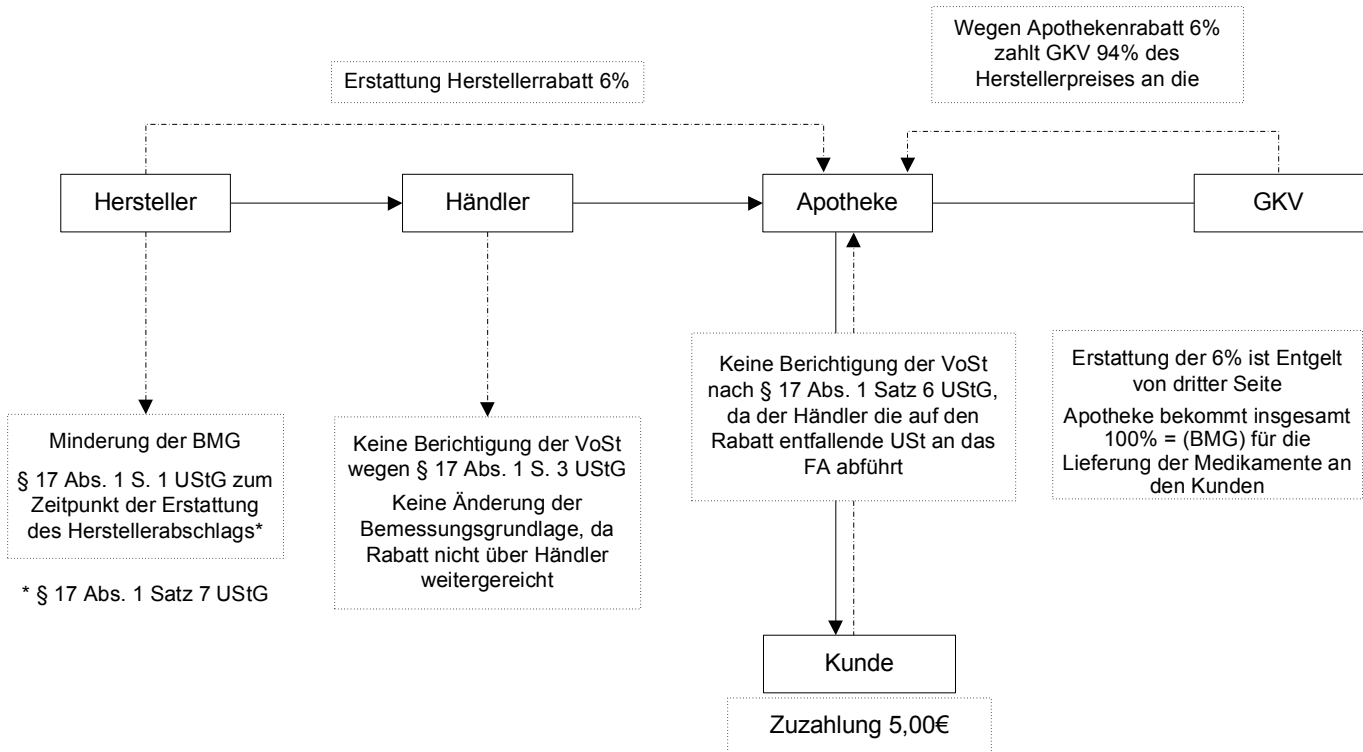 Wegen Apothekenrabatt 6%
zahlt GKV 94% des
Herstellerpreises an die
Erstattung Herstellerrabatt 6%
Hersteller
Händler
Apotheke
GKV
Minderung der BMG
§ 17 Abs. 1 S. 1 UStG zum
Zeitpunkt der Erstattung
des Herstellerabschlags*
* § 17 Abs. 1 Satz 7 UStG
Keine Berichtigung der VoSt
wegen § 17 Abs. 1 S. 3 UStG
Keine Änderung der
Bemessungsgrundlage, da
Rabatt nicht über Händler
weitergereicht
Keine Berichtigung der VoSt
nach § 17 Abs. 1 Satz 6 UStG,
da der Händler die auf den
Rabatt entfallende USt an das
FA abführt
Erstattung der 6% ist Entgelt
von dritter Seite
Apotheke bekommt insgesamt
100% = (BMG) für die
Lieferung der Medikamente an
den Kunden
Kunde
Zuzahlung 5,00€